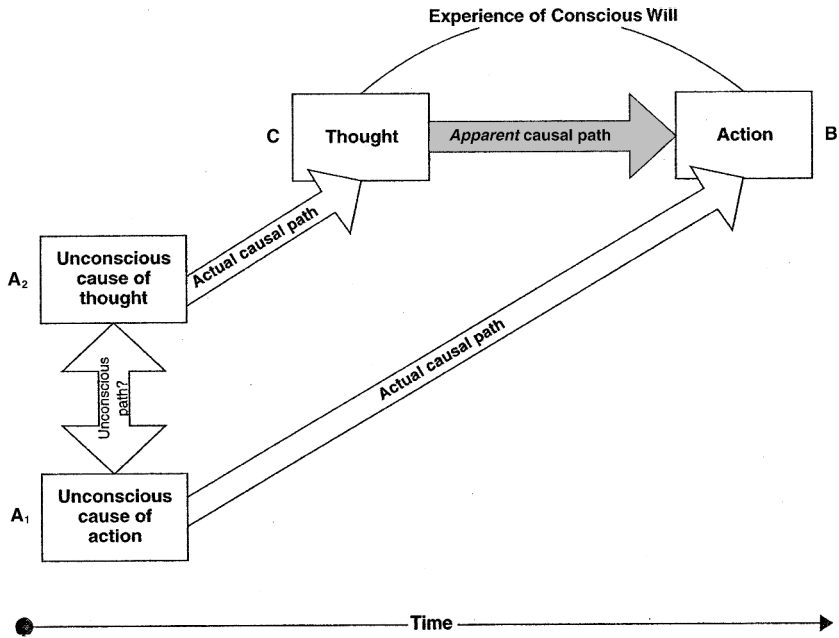 Experience of Conscious Will
C
Thought
Apparent causal path
Action
B
Actual causal path
A₂
Unconscious
cause of
thought
Unconscious
path?
Actual causal path
A₁
Unconscious
cause of
action
Time